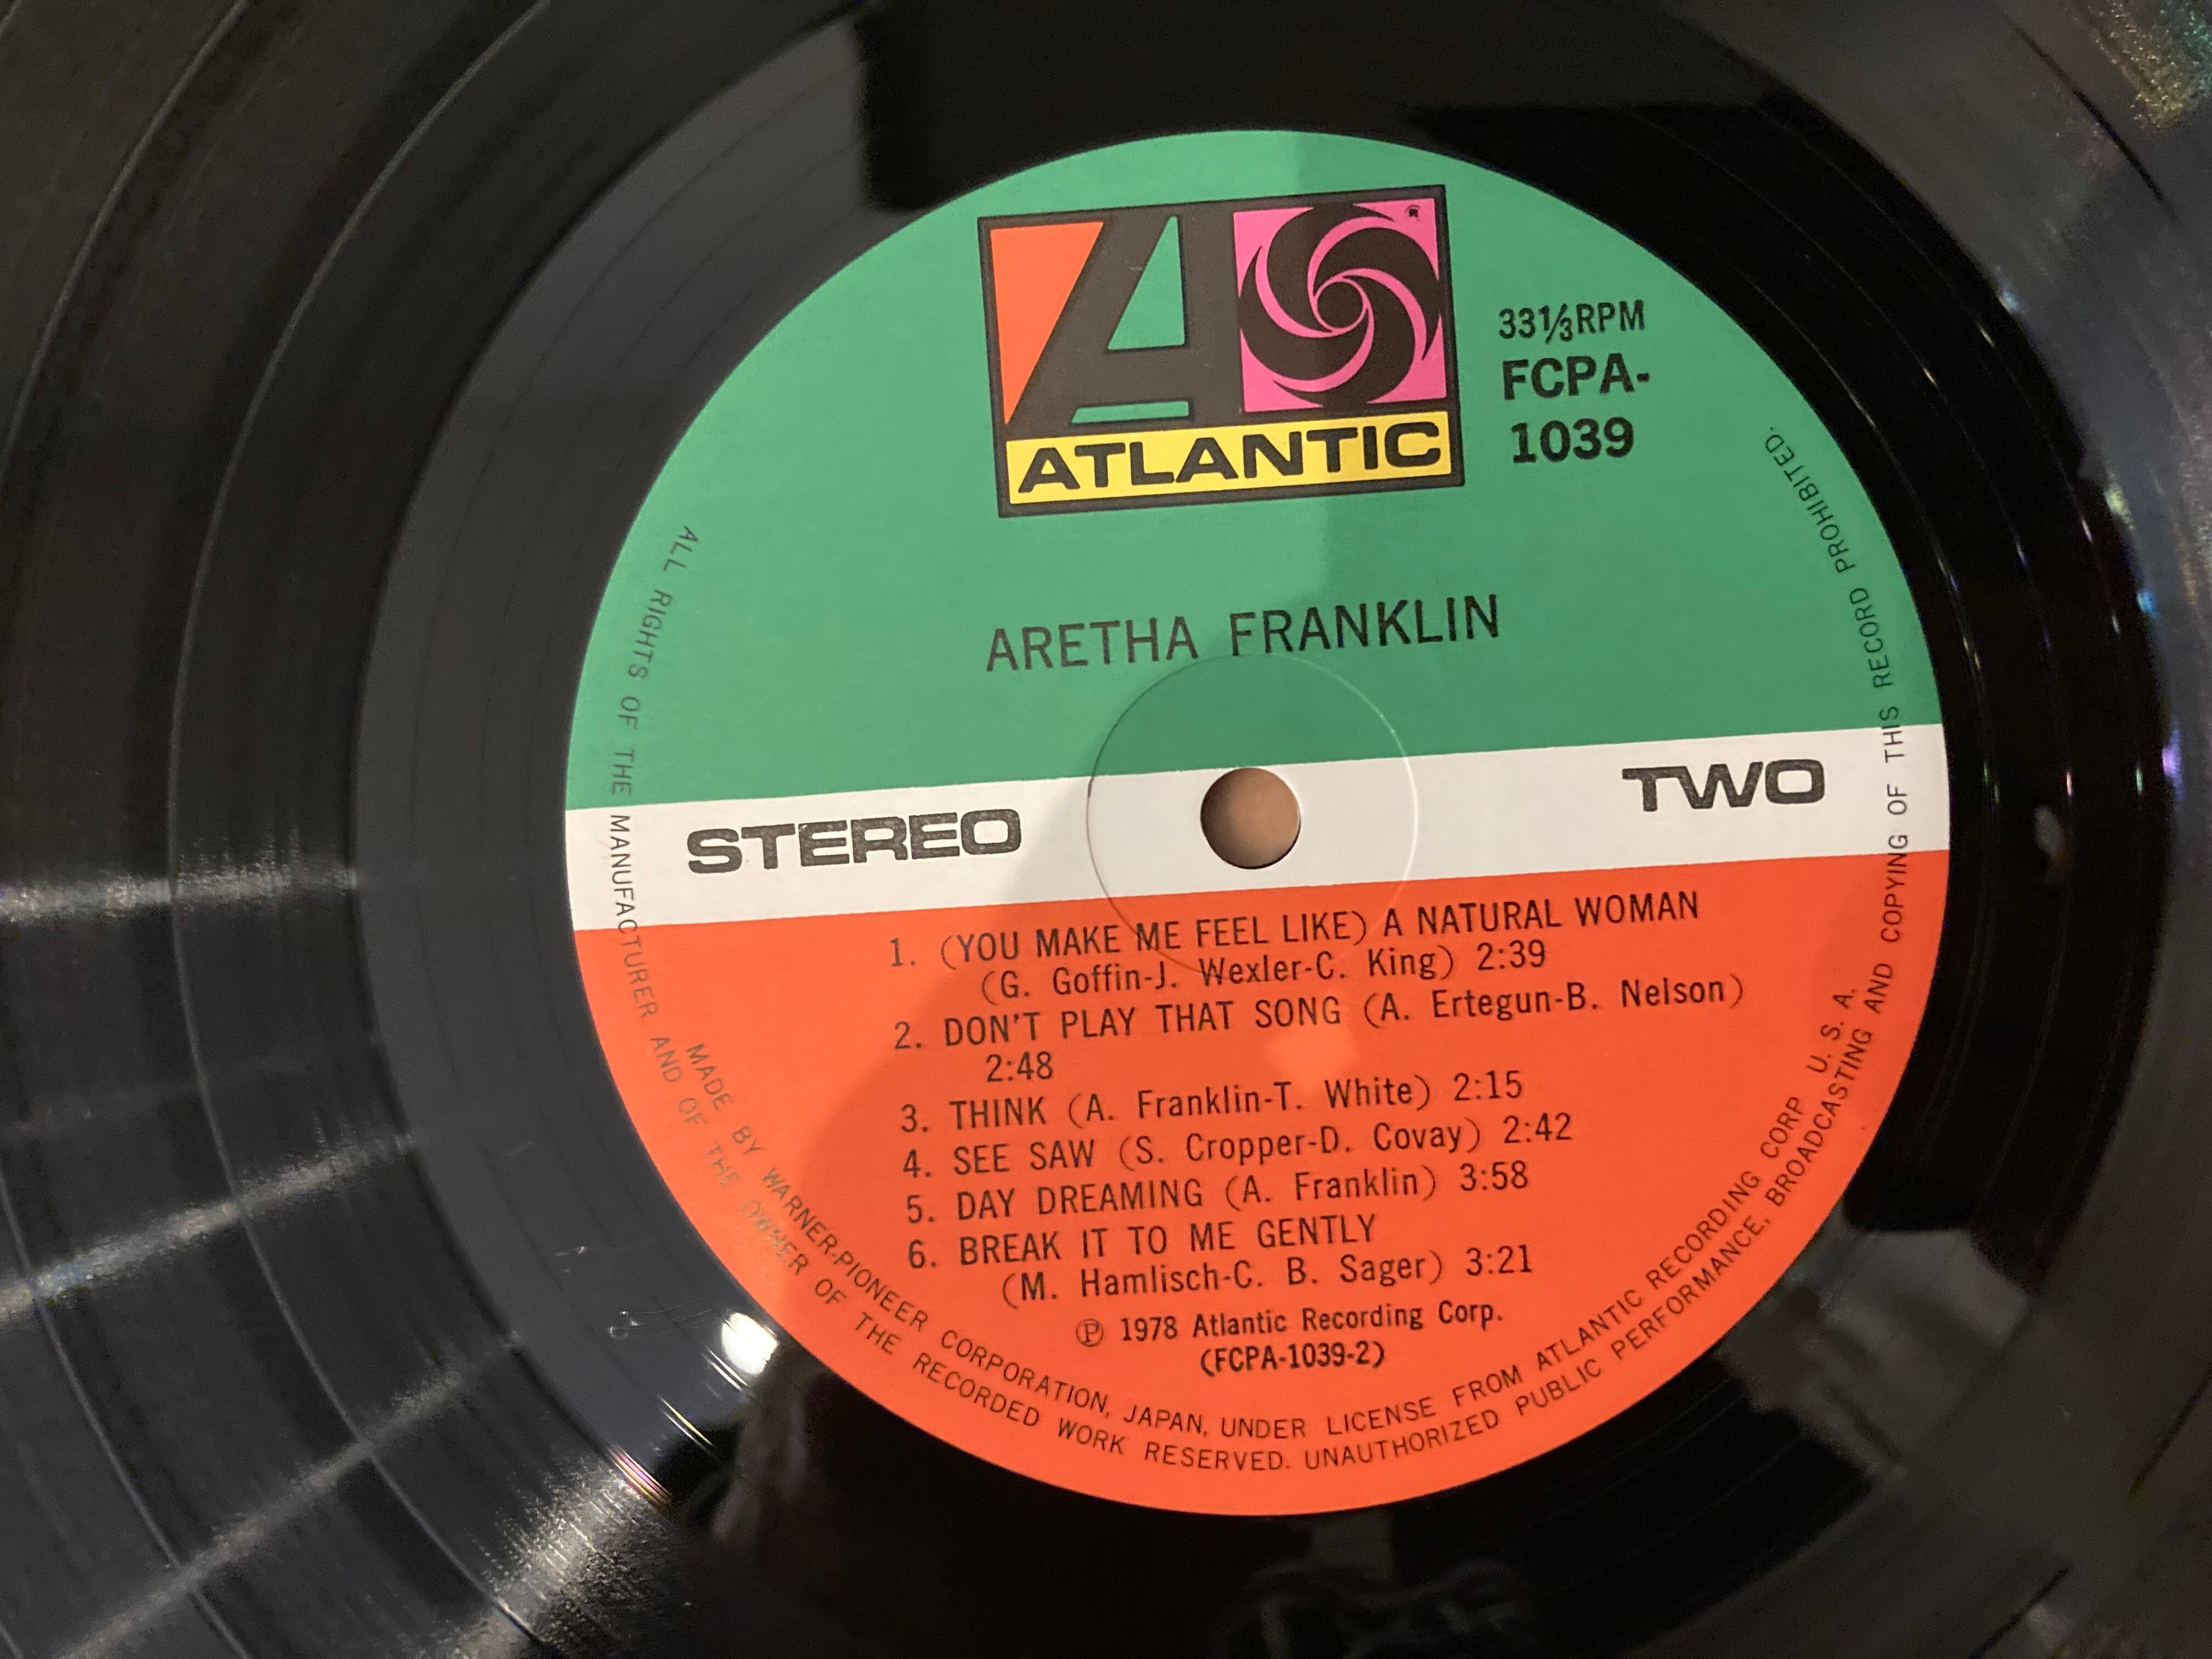 ATLANTIC
33⅓RPM
FCPA-
1039
ARETHA FRANKLIN
STEREO
TWO
1. (YOU MAKE ME FEEL LIKE) A NATURAL WOMAN
(G. Goffin-J. Wexler-C. King) 2:39
2. DON'T PLAY THAT SONG (A. Ertegun-B. Nelson)
2:48
3. THINK (A. Franklin-T. White) 2:15
4. SEE SAW (S. Cropper-D. Covay) 2:42
5. DAY DREAMING (A. Franklin) 3:58
6. BREAK IT TO ME GENTLY
(M. Hamlisch-C. B. Sager) 3:21
℗ 1978 Atlantic Recording Corp.
(FCPA-1039-2)
MADE BY WARNER-PIONEER CORPORATION, JAPAN, UNDER LICENSE FROM ATLANTIC RECORDING CORP U. S. A.
ALL RIGHTS OF THE MANUFACTURER AND OF THE OWNER OF THE RECORDED WORK RESERVED. UNAUTHORIZED PUBLIC PERFORMANCE, BROADCASTING AND COPYING OF THIS RECORD PROHIBITED.